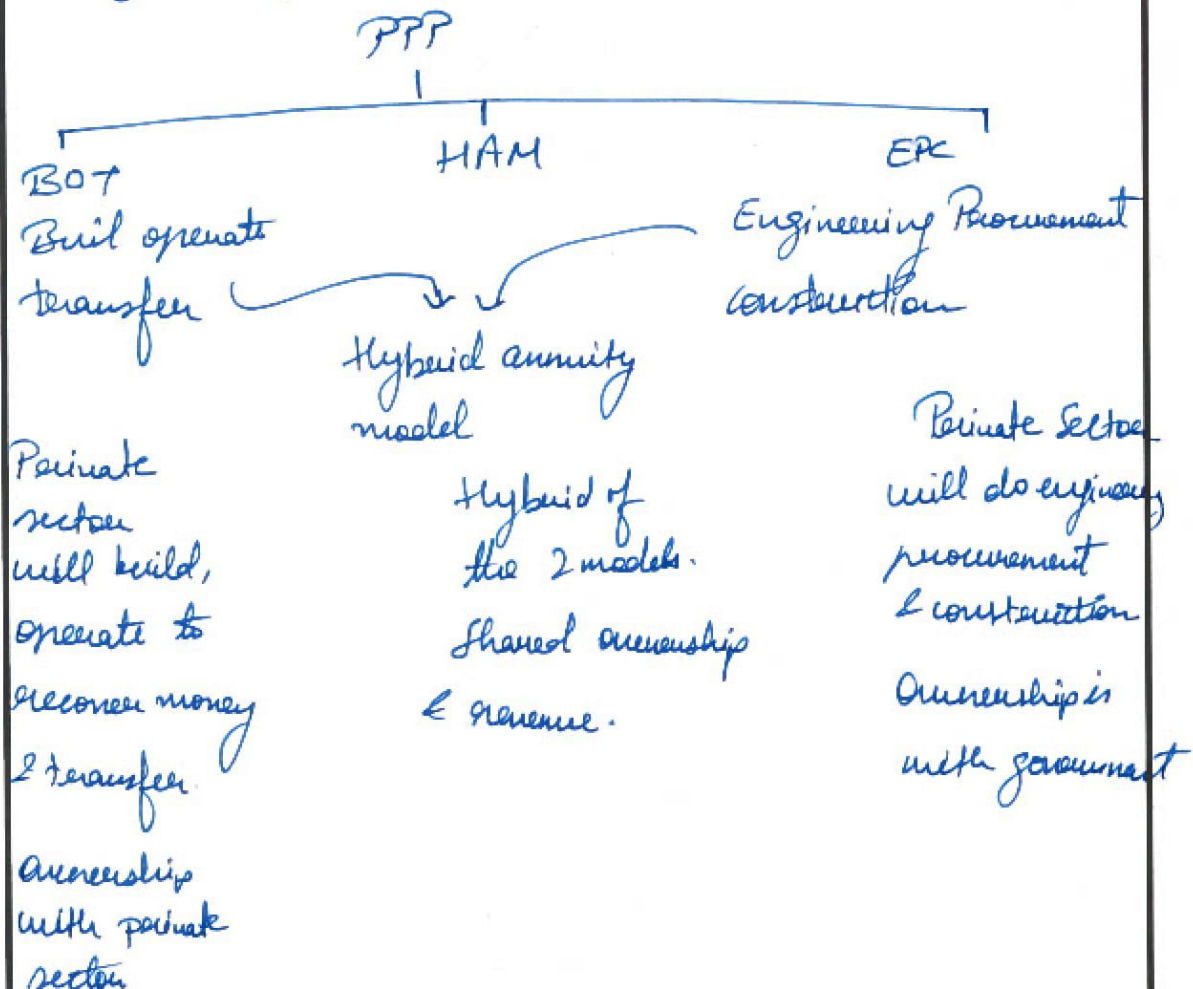 PPP
BOT
Buil operate
transfer
HAM
Hybrid annuity
model
EPC
Engineering Procurement
construction
Private
sector
will build,
operate to
recover money
& transfer.
ownership
with private
sector
Hybrid of
the 2 models.
Shared ownership
& revenue.
Private Sector
will do engineering
procurement
& construction
Ownership is
with government